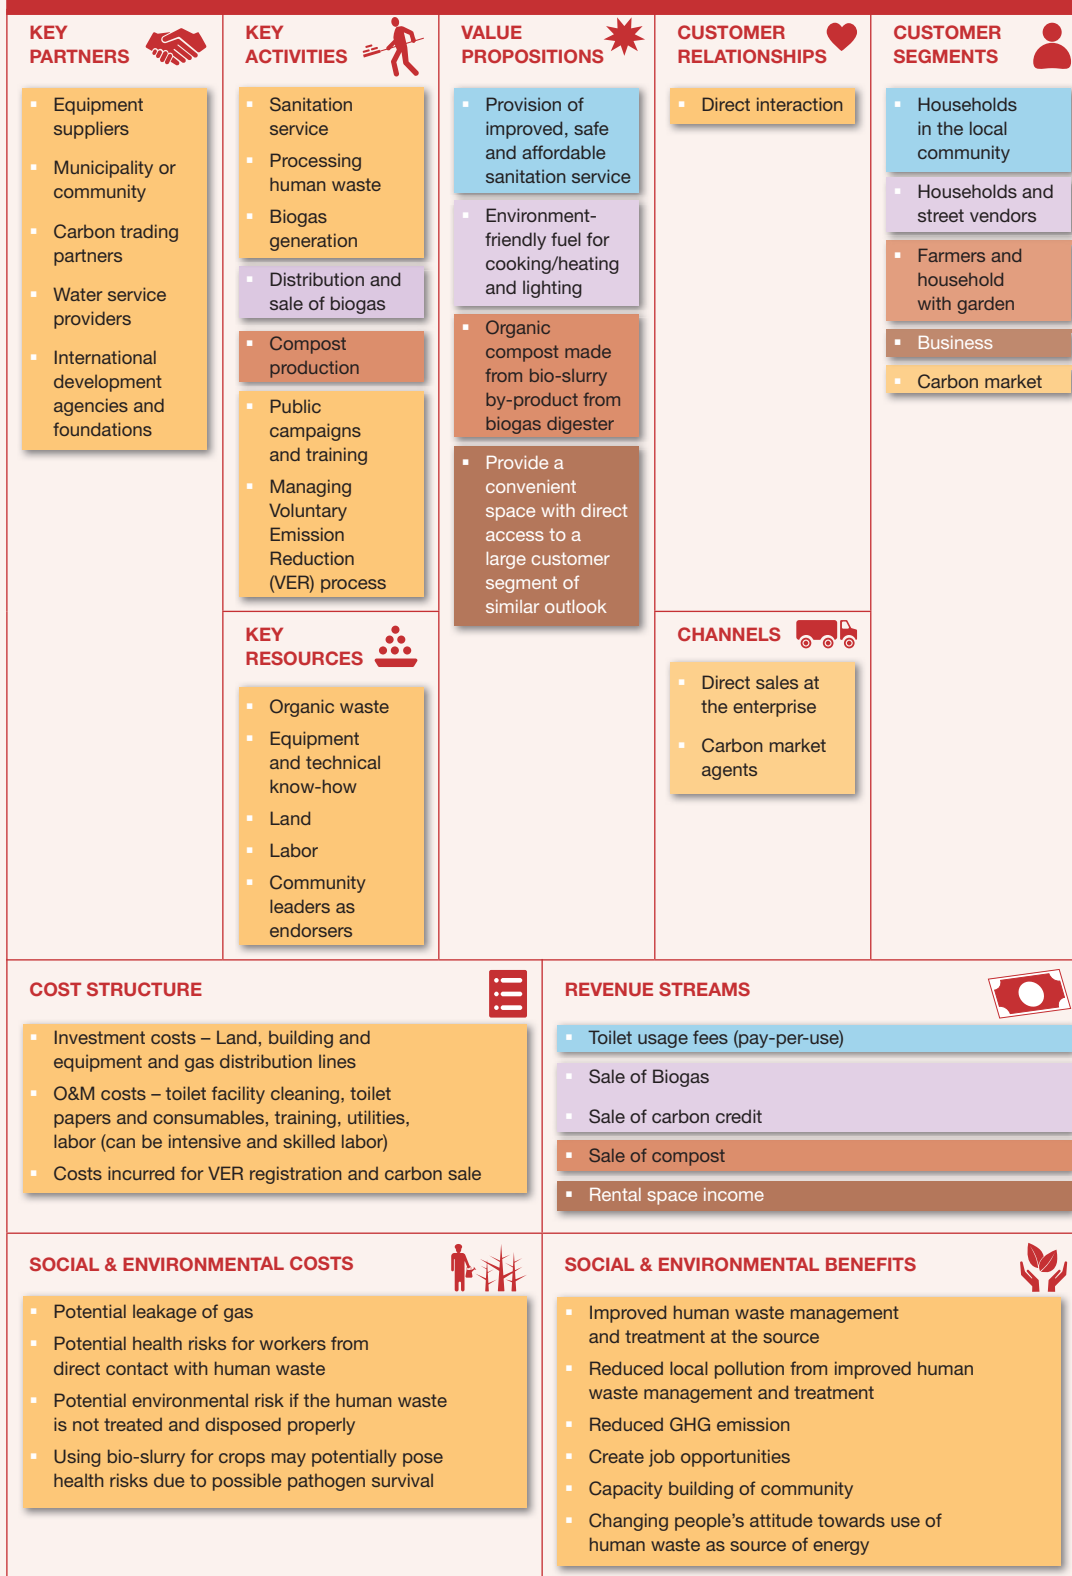 KEY
PARTNERS
Equipment
suppliers
Municipality or
community
Carbon trading
partners
Water service
providers
International
development
agencies and
foundations
KEY
ACTIVITIES
Sanitation
service
Processing
human waste
Biogas
generation
Distribution and
sale of biogas
Compost
production
Public
campaigns
and training
Managing
Voluntary
Emission
Reduction
(VER) process
KEY
RESOURCES
Organic waste
Equipment
and technical
know-how
Land
Labor
Community
leaders as
endorsers
VALUE
PROPOSITIONS
Provision of
improved, safe
and affordable
sanitation service
Environment-
friendly fuel for
cooking/heating
and lighting
Organic
compost made
from bio-slurry
by-product from
biogas digester
Provide a
convenient
space with direct
access to a
large customer
segment of
similar outlook
CUSTOMER
RELATIONSHIPS
Direct interaction
CHANNELS
Direct sales at
the enterprise
Carbon market
agents
CUSTOMER
SEGMENTS
Households
in the local
community
Households and
street vendors
Farmers and
household
with garden
Business
Carbon market
COST STRUCTURE
Investment costs – Land, building and
equipment and gas distribution lines
O&M costs – toilet facility cleaning, toilet
papers and consumables, training, utilities,
labor (can be intensive and skilled labor)
Costs incurred for VER registration and carbon sale
REVENUE STREAMS
Toilet usage fees (pay-per-use)
Sale of Biogas
Sale of carbon credit
Sale of compost
Rental space income
SOCIAL & ENVIRONMENTAL COSTS
Potential leakage of gas
Potential health risks for workers from
direct contact with human waste
Potential environmental risk if the human waste
is not treated and disposed properly
Using bio-slurry for crops may potentially pose
health risks due to possible pathogen survival
SOCIAL & ENVIRONMENTAL BENEFITS
Improved human waste management
and treatment at the source
Reduced local pollution from improved human
waste management and treatment
Reduced GHG emission
Create job opportunities
Capacity building of community
Changing people's attitude towards use of
human waste as source of energy